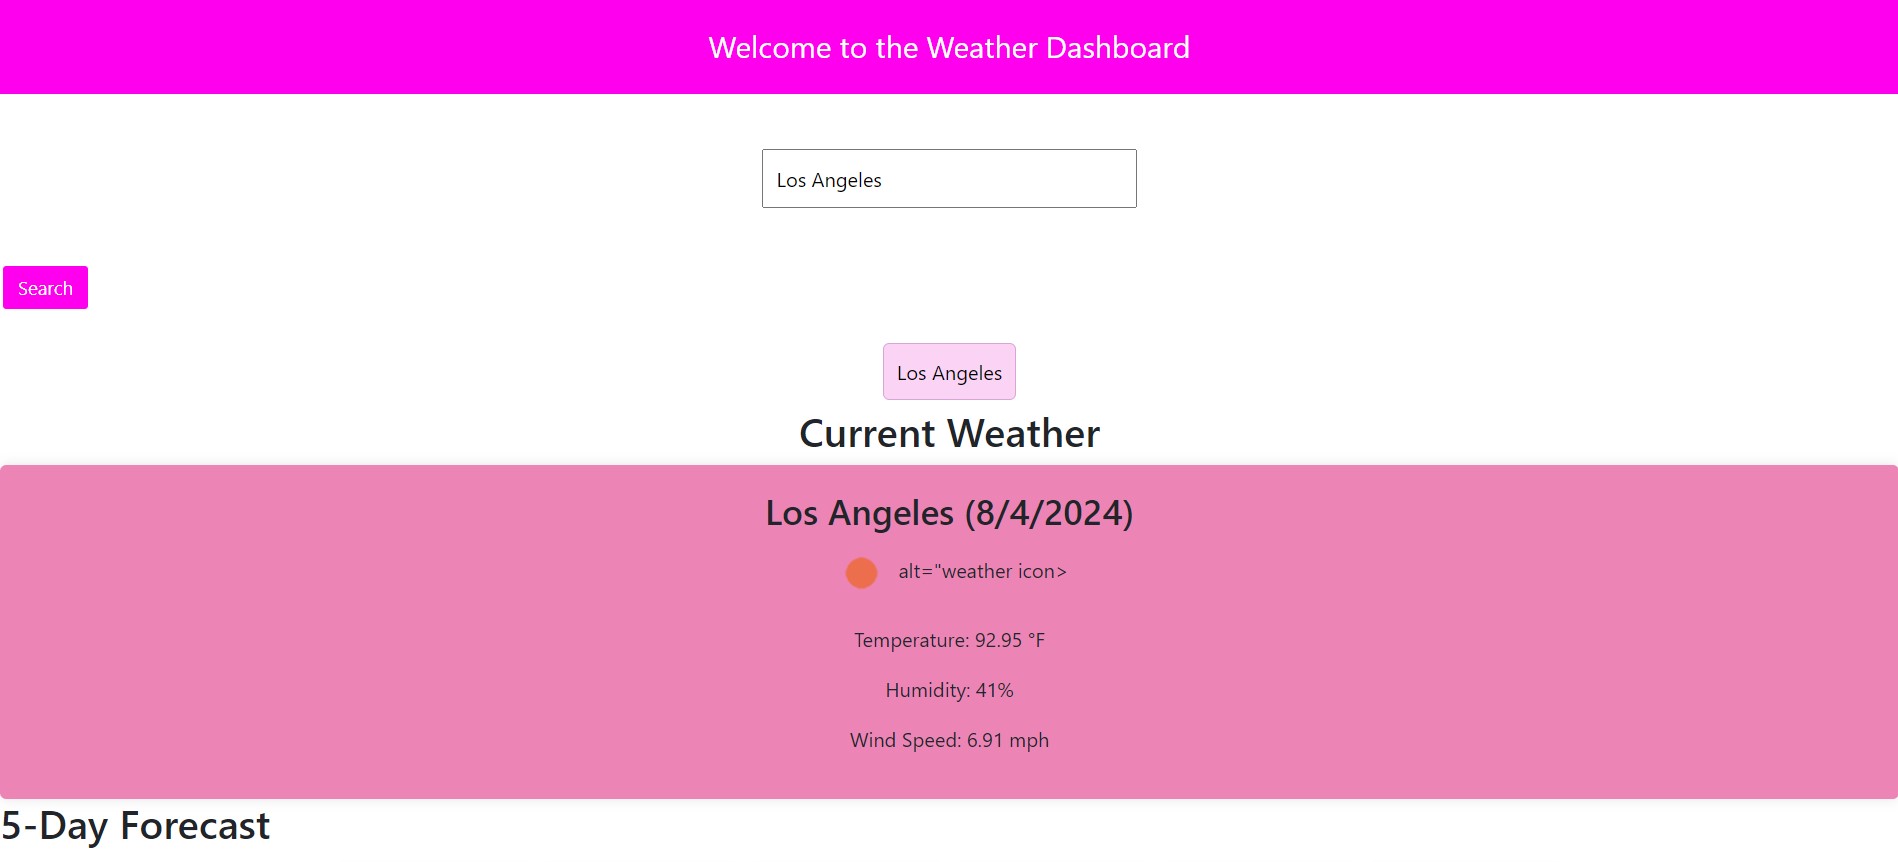 Welcome to the Weather Dashboard
Los Angeles
Search
Los Angeles
Current Weather
Los Angeles (8/4/2024)
alt="weather icon>
Temperature: 92.95 °F
Humidity: 41%
Wind Speed: 6.91 mph
5-Day Forecast